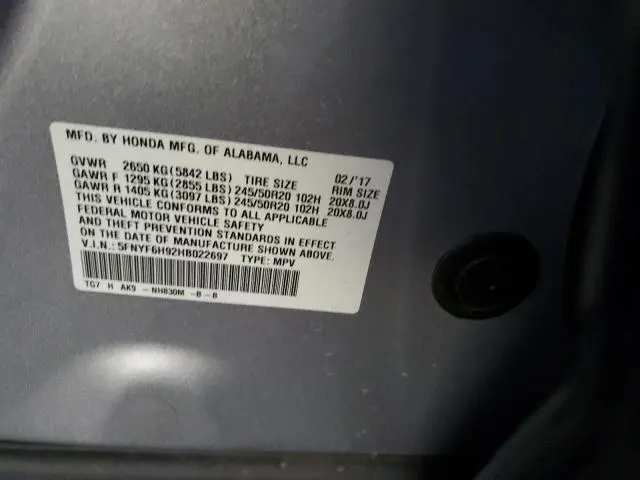 MFD. BY HONDA MFG. OF ALABAMA, LLC 02/'17
GVWR 2650 KG(5842 LBS) TIRE SIZE RIM SIZE
GAWR F 1295 KG(2855 LBS)245/50R20 102H 20X8.0J
GAWR R 1405 KG(3097 LBS)245/50R20 102H 20X8.0J
THIS VEHICLE CONFORMS TO ALL APPLICABLE
FEDERAL MOTOR VEHICLE SAFETY
AND THEFT PREVENTION STANDARDS IN EFFECT
ON THE DATE OF MANUFACTURE SHOWN ABOVE.
V.I.N.:5FNYF6H92HB022697 TYPE: MPV
TG7 H AK9 -NH830M -B -B